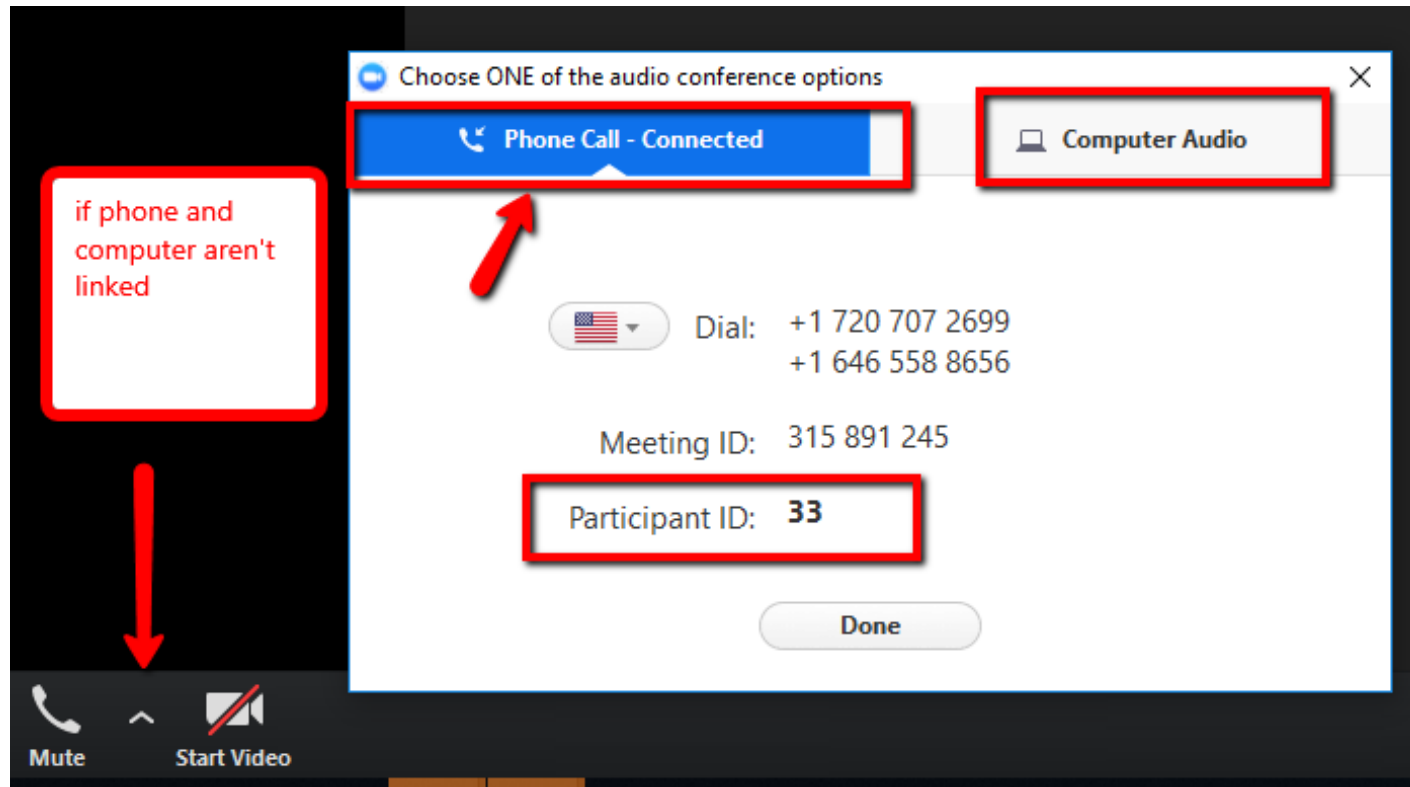 Choose ONE of the audio conference options
Phone Call - Connected
Computer Audio
if phone and
computer aren't
linked
Dial: +1 720 707 2699
+1 646 558 8656
Meeting ID: 315 891 245
Participant ID: 33
Done
Mute
Start Video